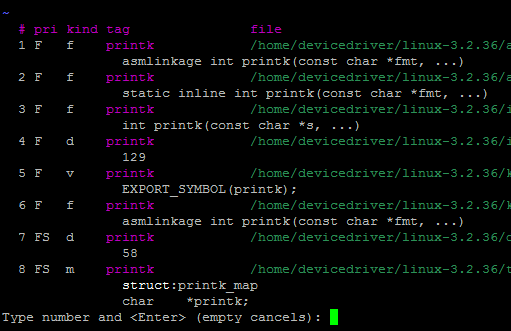 ~
# pri kind tag file
1 F f printk /home/devicedriver/linux-3.2.36/a
asmlinkage int printk(const char *fmt, ...)
2 F f printk /home/devicedriver/linux-3.2.36/a
static inline int printk(const char *fmt, ...)
3 F f printk /home/devicedriver/linux-3.2.36/i
int printk(const char *s, ...)
4 F d printk /home/devicedriver/linux-3.2.36/i
129
5 F v printk /home/devicedriver/linux-3.2.36/k
EXPORT_SYMBOL(printk);
6 F f printk /home/devicedriver/linux-3.2.36/k
asmlinkage int printk(const char *fmt, ...)
7 FS d printk /home/devicedriver/linux-3.2.36/d
58
8 FS m printk /home/devicedriver/linux-3.2.36/t
struct:printk_map
char *printk;
Type number and <Enter> (empty cancels):